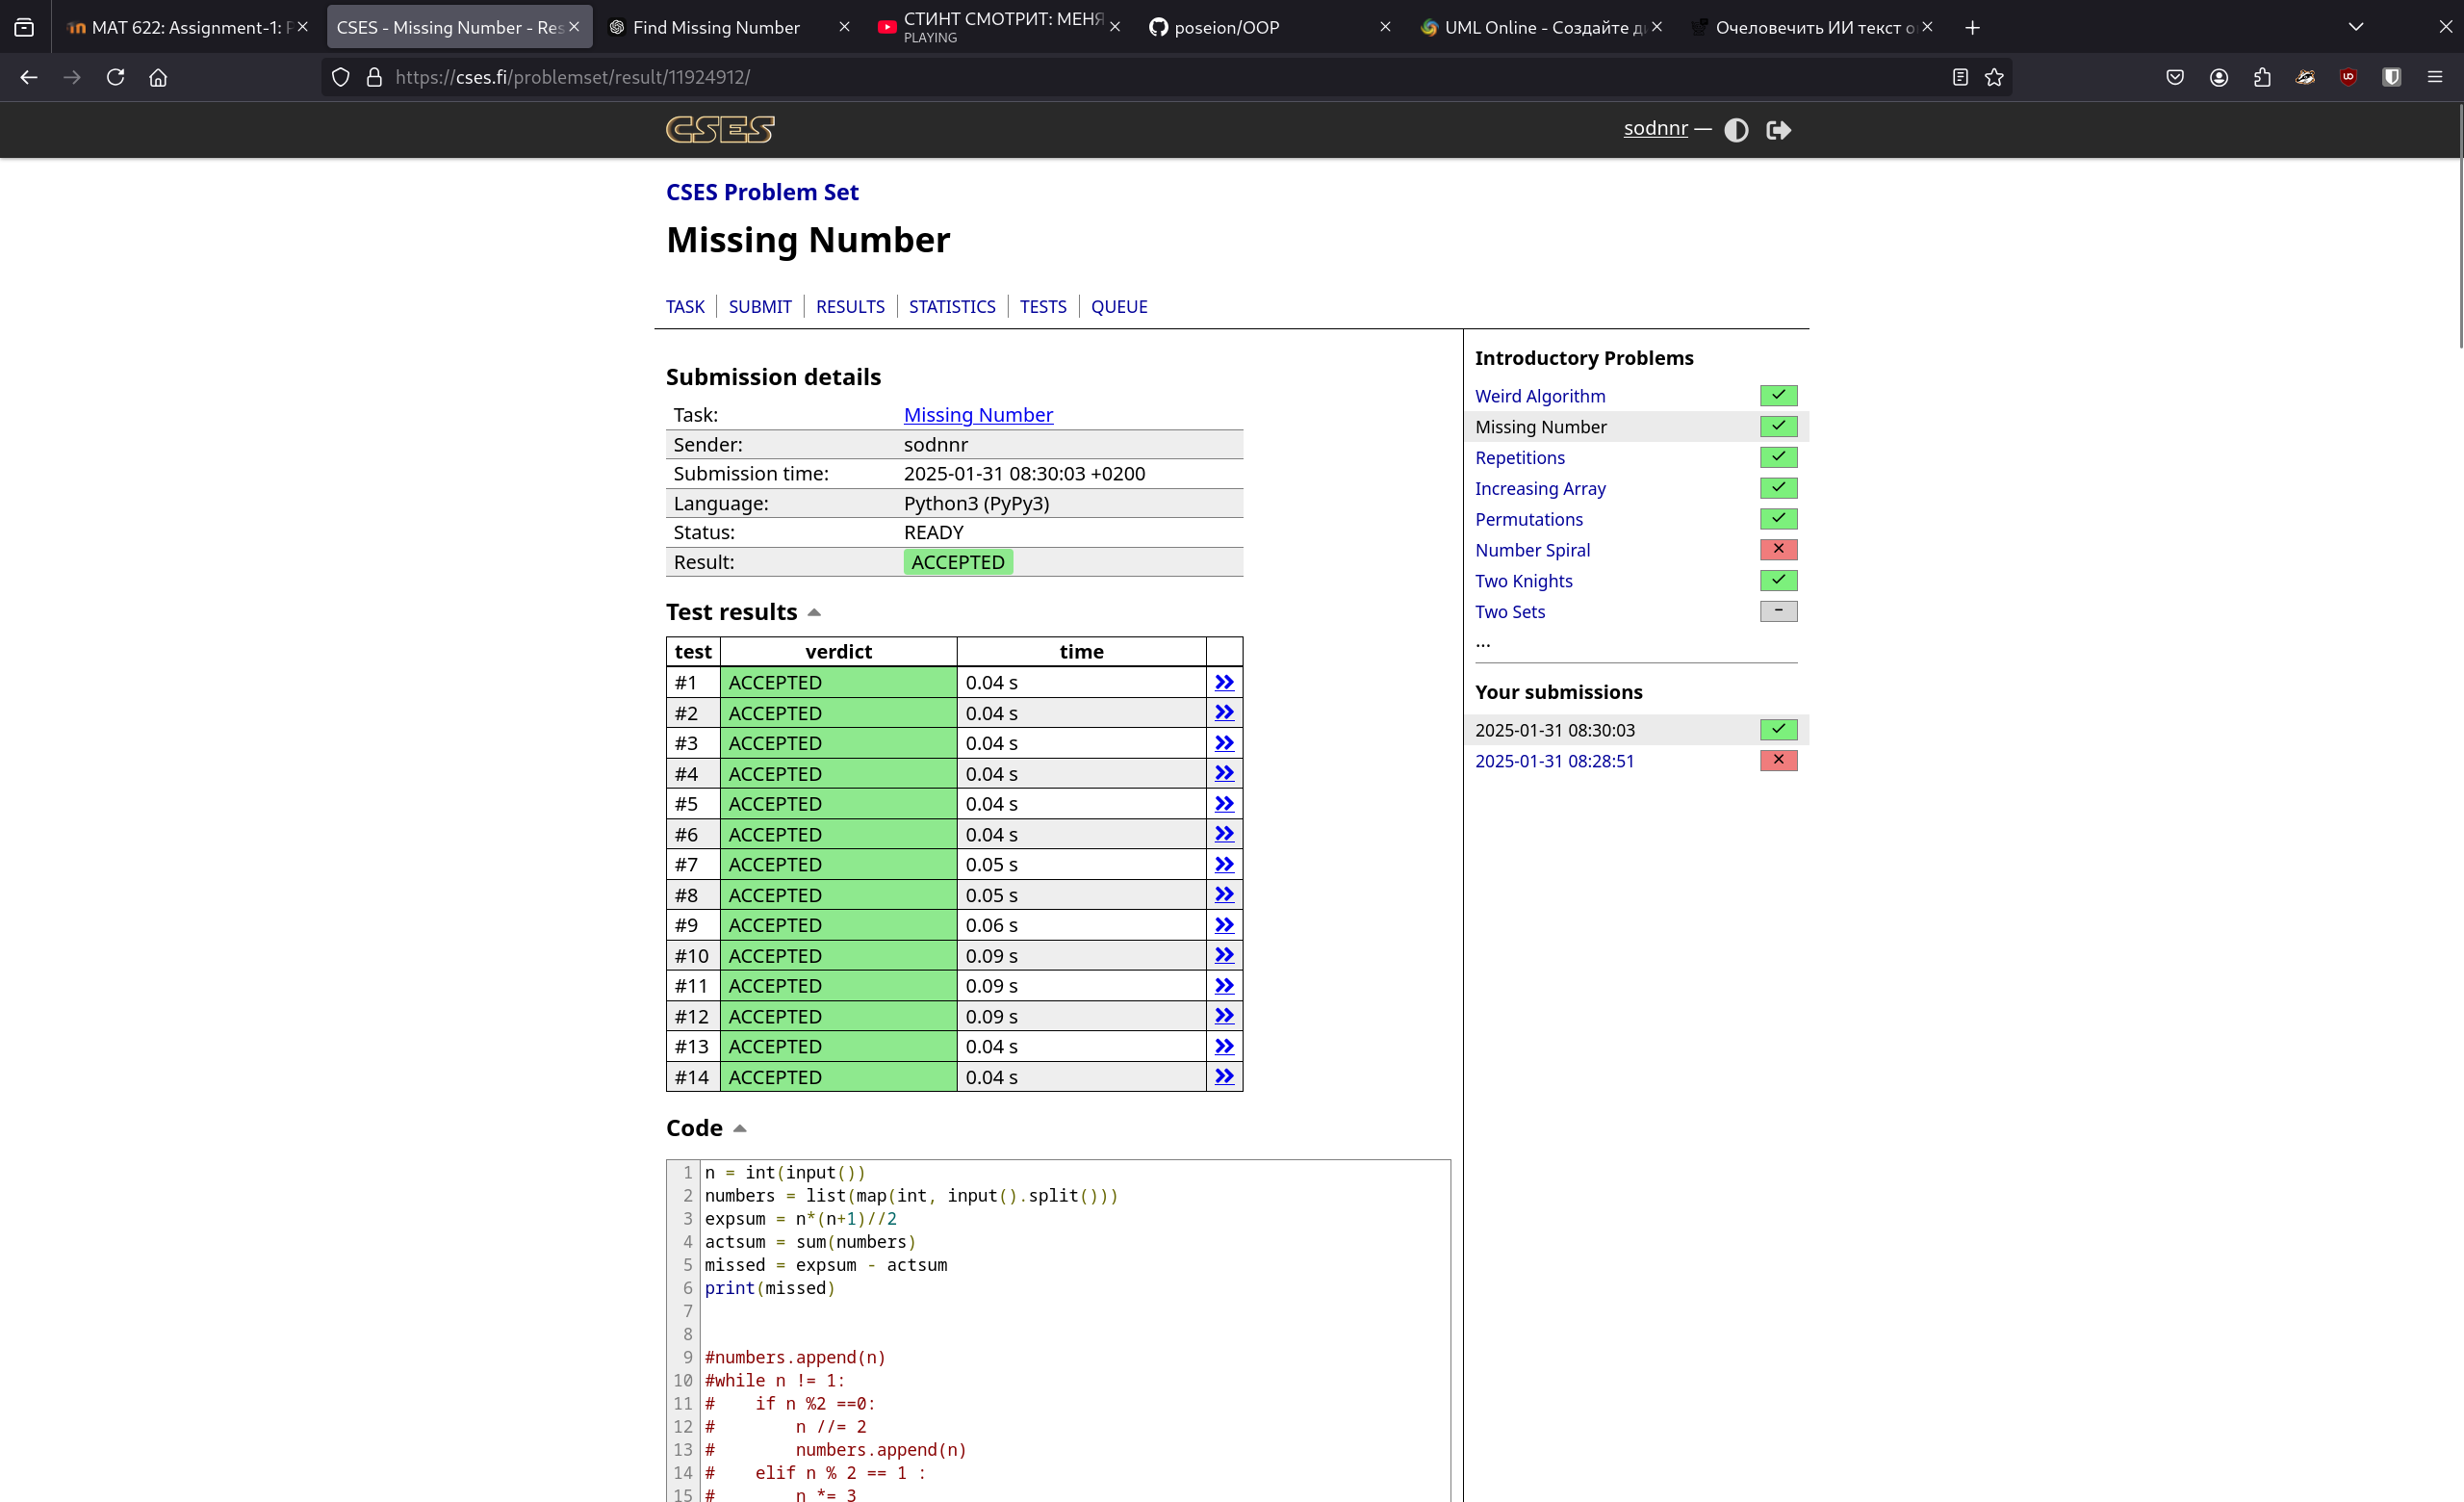 MAT 622: Assignment-1: P
CSES - Missing Number - Res
Find Missing Number
СТИНТ СМОТРИТ: МЕНЯ
PLAYING
poseion/OOP
UML Online - Создайте ди
Очеловечить ИИ текст о
https://cses.fi/problemset/result/11924912/
CSES
sodnnr —
CSES Problem Set
Missing Number
TASK | SUBMIT | RESULTS | STATISTICS | TESTS | QUEUE
Submission details
Task: Missing Number
Sender: sodnnr
Submission time: 2025-01-31 08:30:03 +0200
Language: Python3 (PyPy3)
Status: READY
Result: ACCEPTED
Test results
test verdict time
#1 ACCEPTED 0.04 s
#2 ACCEPTED 0.04 s
#3 ACCEPTED 0.04 s
#4 ACCEPTED 0.04 s
#5 ACCEPTED 0.04 s
#6 ACCEPTED 0.04 s
#7 ACCEPTED 0.05 s
#8 ACCEPTED 0.05 s
#9 ACCEPTED 0.06 s
#10 ACCEPTED 0.09 s
#11 ACCEPTED 0.09 s
#12 ACCEPTED 0.09 s
#13 ACCEPTED 0.04 s
#14 ACCEPTED 0.04 s
Code
1 n = int(input())
2 numbers = list(map(int, input().split()))
3 expsum = n*(n+1)//2
4 actsum = sum(numbers)
5 missed = expsum - actsum
6 print(missed)
7
8
9 #numbers.append(n)
10 #while n != 1:
11 #    if n %2 ==0:
12 #        n //= 2
13 #        numbers.append(n)
14 #    elif n % 2 == 1 :
15 #        n *= 3
Introductory Problems
Weird Algorithm
Missing Number
Repetitions
Increasing Array
Permutations
Number Spiral
Two Knights
Two Sets
...
Your submissions
2025-01-31 08:30:03
2025-01-31 08:28:51